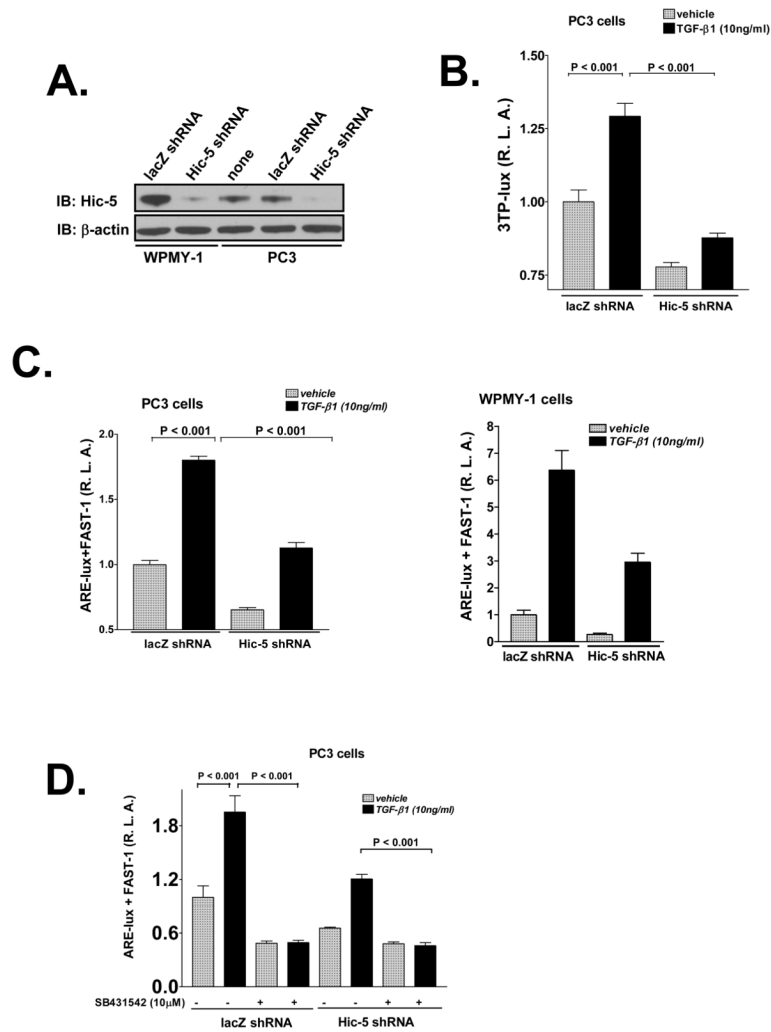 A.
lacZ shRNA
Hic-5 shRNA
none
lacZ shRNA
Hic-5 shRNA
IB: Hic-5
IB: β-actin
WPMY-1 PC3
B.
PC3 cells
vehicle
TGF-β1 (10ng/ml)
P < 0.001 P < 0.001
3TP-lux (R. L. A.)
1.50
1.25
1.00
0.75
lacZ shRNA Hic-5 shRNA
C.
PC3 cells
vehicle
TGF-β1 (10ng/ml)
P < 0.001 P < 0.001
ARE-lux+FAST-1 (R. L. A.)
2.0
1.5
1.0
0.5
lacZ shRNA Hic-5 shRNA
WPMY-1 cells
vehicle
TGF-β1 (10ng/ml)
ARE-lux + FAST-1 (R. L. A.)
8
7
6
5
4
3
2
1
0
lacZ shRNA Hic-5 shRNA
D.
PC3 cells
vehicle
TGF-β1 (10ng/ml)
P < 0.001 P < 0.001
P < 0.001
ARE-lux + FAST-1 (R. L. A.)
1.8
1.2
0.6
0.0
SB431542 (10μM) - - + + - - + +
lacZ shRNA Hic-5 shRNA